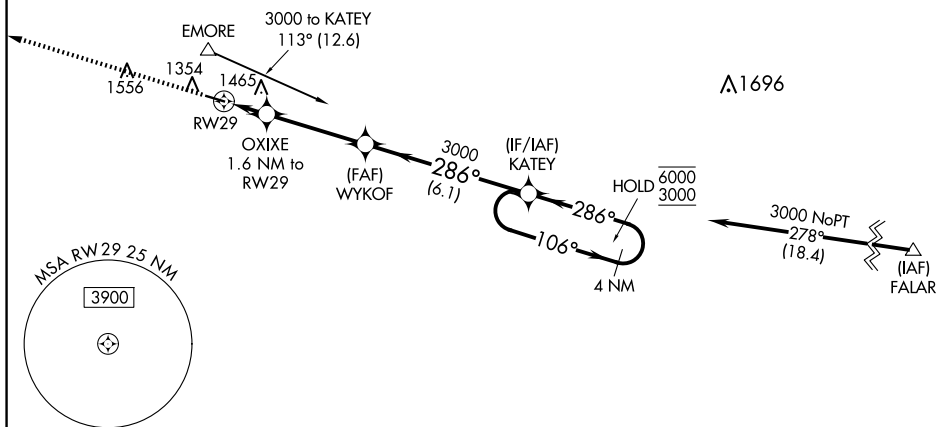 EMORE
3000 to KATEY
113° (12.6)
1556
1354
1465
1696
RW29
OXIXE
1.6 NM to
RW29
(FAF)
WYKOF
3000
286°
(6.1)
(IF/IAF)
KATEY
HOLD
6000
3000
286°
106°
4 NM
3000 NoPT
278°
(18.4)
(IAF)
FALAR
MSA RW29 25 NM
3900